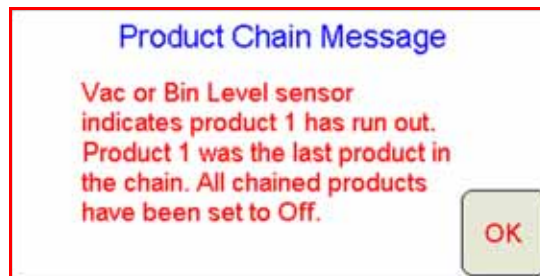 Product Chain Message
Vac or Bin Level sensor
indicates product 1 has run out.
Product 1 was the last product in
the chain. All chained products
have been set to Off.
OK